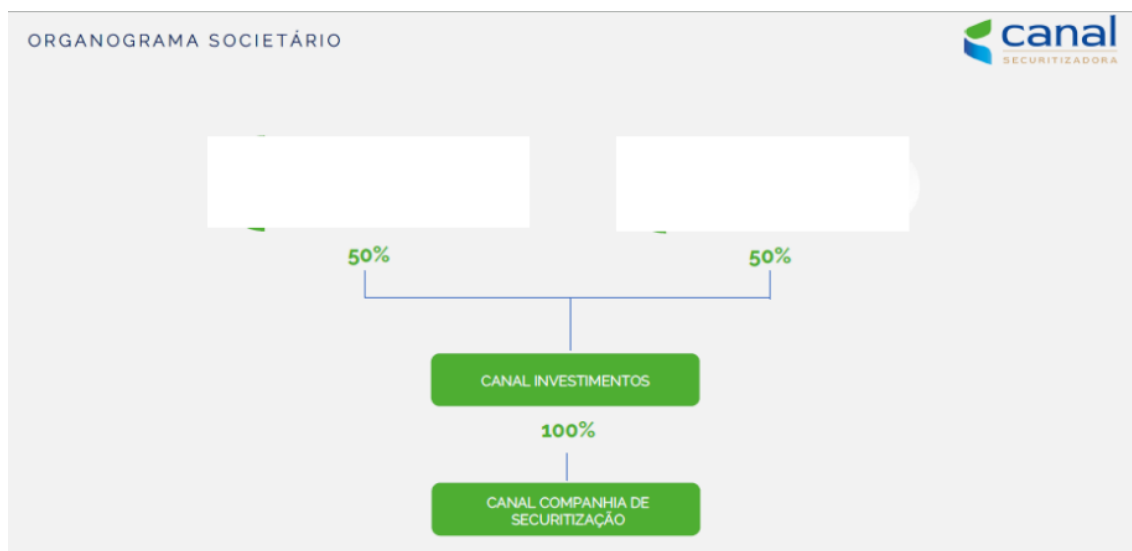 ORGANOGRAMA SOCIETÁRIO
canal
SECURITIZADORA
50%
50%
CANAL INVESTIMENTOS
100%
CANAL COMPANHIA DE
SECURITIZAÇÃO